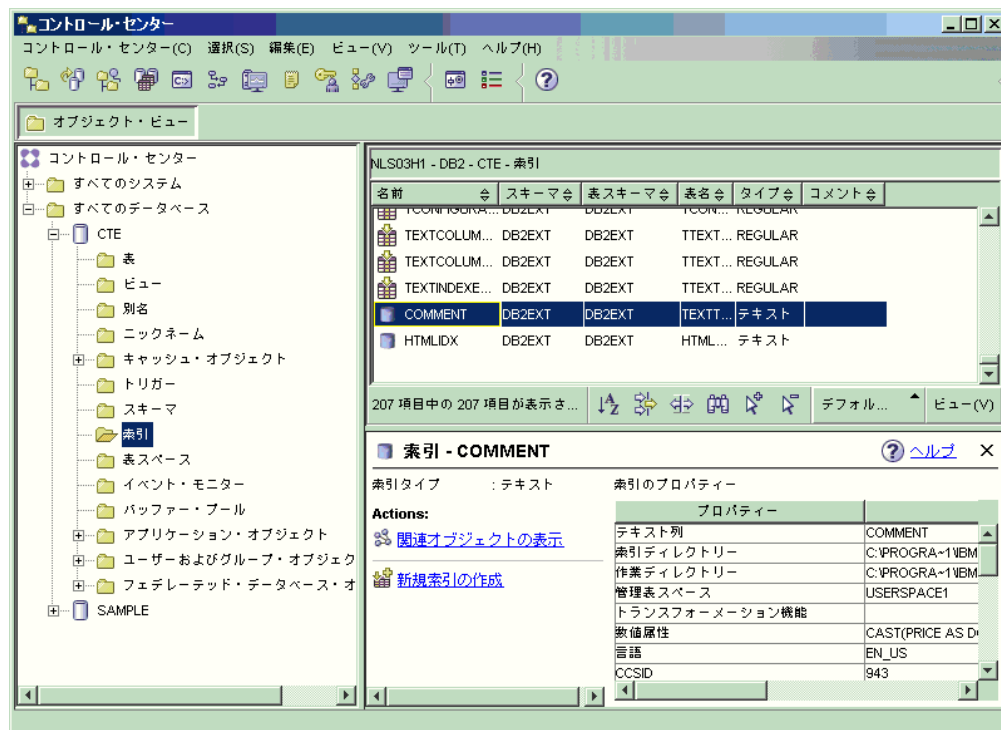 コントロール・センター
コントロール・センター(C) 選択(S) 編集(E) ビュー(V) ツール(T) ヘルプ(H)
オブジェクト・ビュー
コントロール・センター
すべてのシステム
すべてのデータベース
CTE
表
ビュー
別名
ニックネーム
キャッシュ・オブジェクト
トリガー
スキーマ
索引
表スペース
イベント・モニター
バッファー・プール
アプリケーション・オブジェクト
ユーザーおよびグループ・オブジェク
フェデレーテッド・データベース・オ
SAMPLE
NLS03H1 - DB2 - CTE - 索引
名前 スキーマ 表スキーマ 表名 タイプ コメント
TCONFIGURA... DB2EXT DB2EXT TCON... REGULAR
TEXTCOLUM... DB2EXT DB2EXT TTEXT... REGULAR
TEXTCOLUM... DB2EXT DB2EXT TTEXT... REGULAR
TEXTINDEXE... DB2EXT DB2EXT TTEXT... REGULAR
COMMENT DB2EXT DB2EXT TEXTT... テキスト
HTMLIDX DB2EXT DB2EXT HTML... テキスト
207 項目中の 207 項目が表示さ... デフォル... ビュー(V)
索引 - COMMENT ヘルプ
索引タイプ : テキスト
Actions:
関連オブジェクトの表示
新規索引の作成
索引のプロパティー
プロパティー
テキスト列 COMMENT
索引ディレクトリー C:\PROGRA~1\IBM
作業ディレクトリー C:\PROGRA~1\IBM
管理表スペース USERSPACE1
トランスフォーメーション機能
数値属性 CAST(PRICE AS D
言語 EN_US
CCSID 943